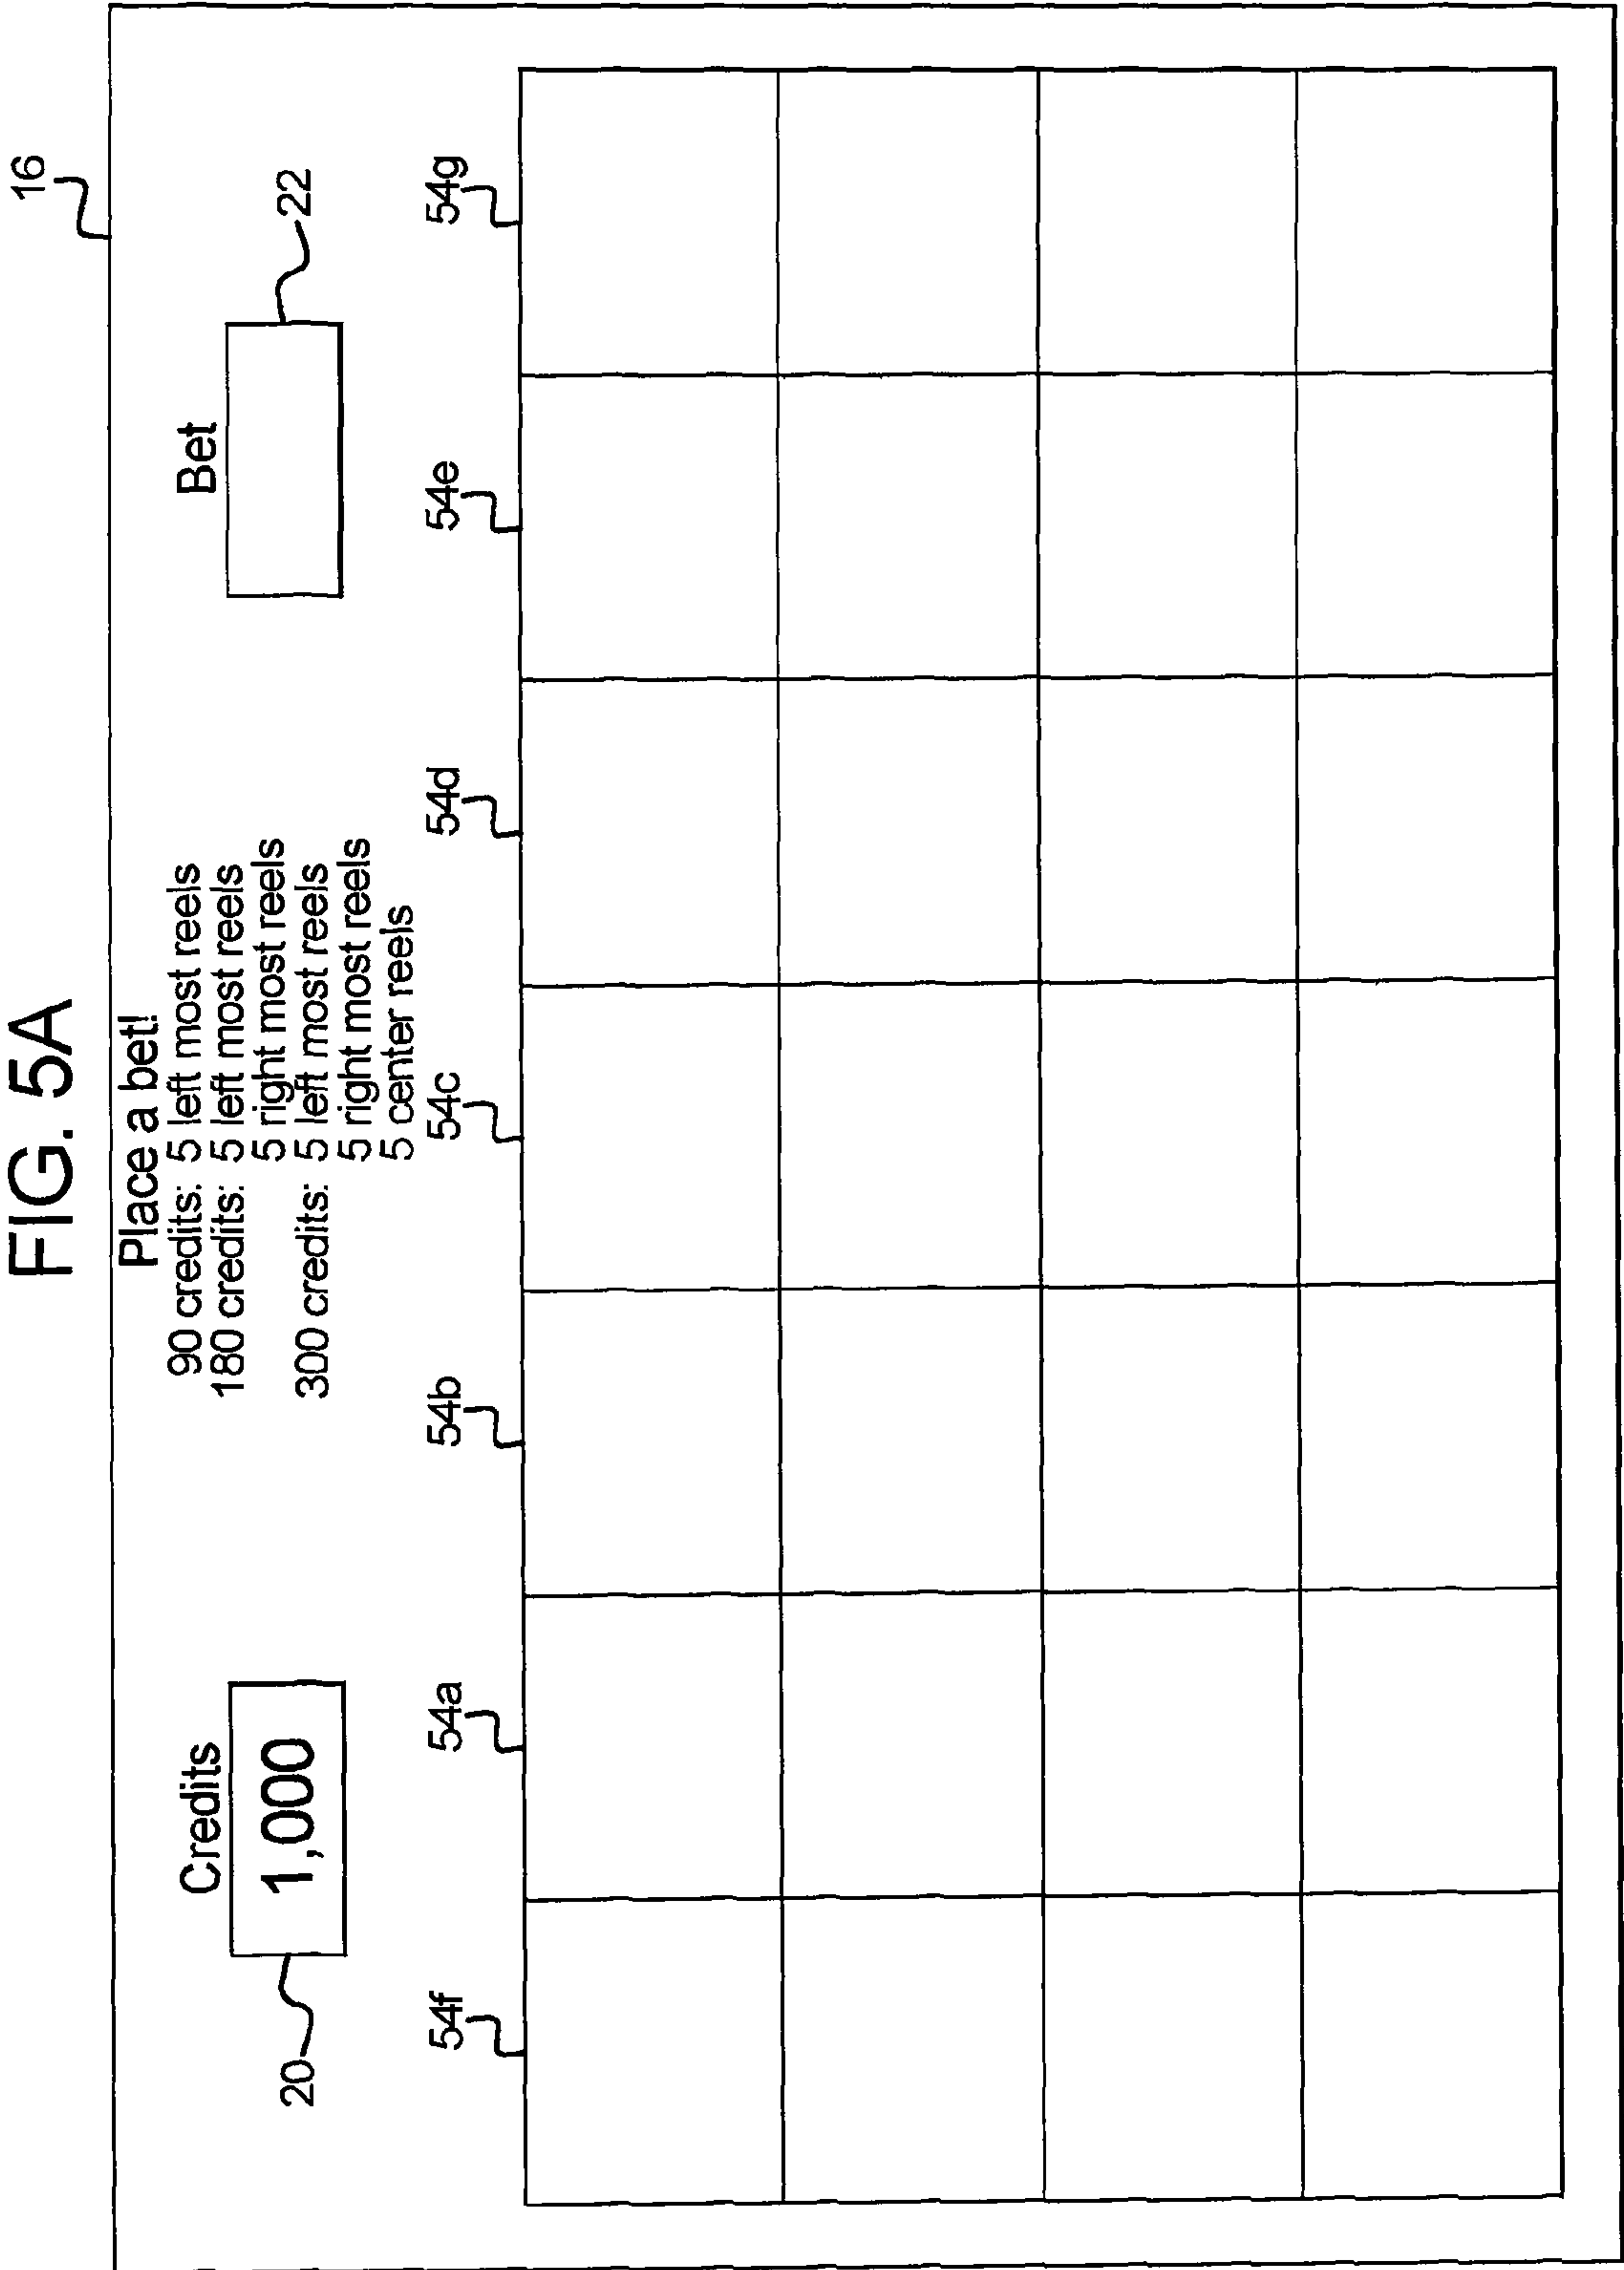 FIG. 5A
16
Place a bet!
90 credits: 5 left most reels
180 credits: 5 left most reels
5 right most reels
300 credits: 5 left most reels
5 right most reels
5 center reels
Credits
1,000
20
Bet
22
54f 54a 54b 54c 54d 54e 54g